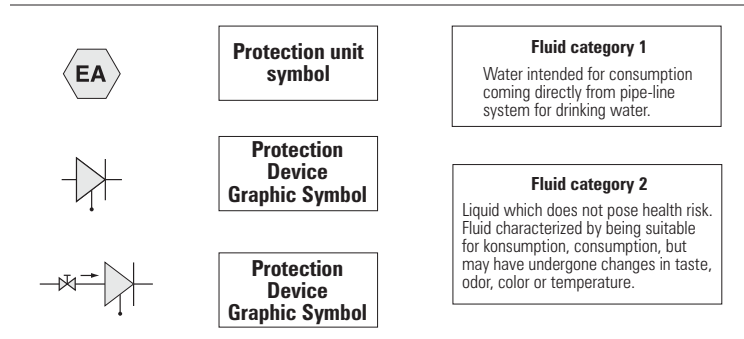 EA
Protection unit
symbol
Fluid category 1
Water intended for consumption
coming directly from pipe-line
system for drinking water.
Protection
Device
Graphic Symbol
Fluid category 2
Liquid which does not pose health risk.
Fluid characterized by being suitable
for konsumption, consumption, but
may have undergone changes in taste,
odor, color or temperature.
Protection
Device
Graphic Symbol